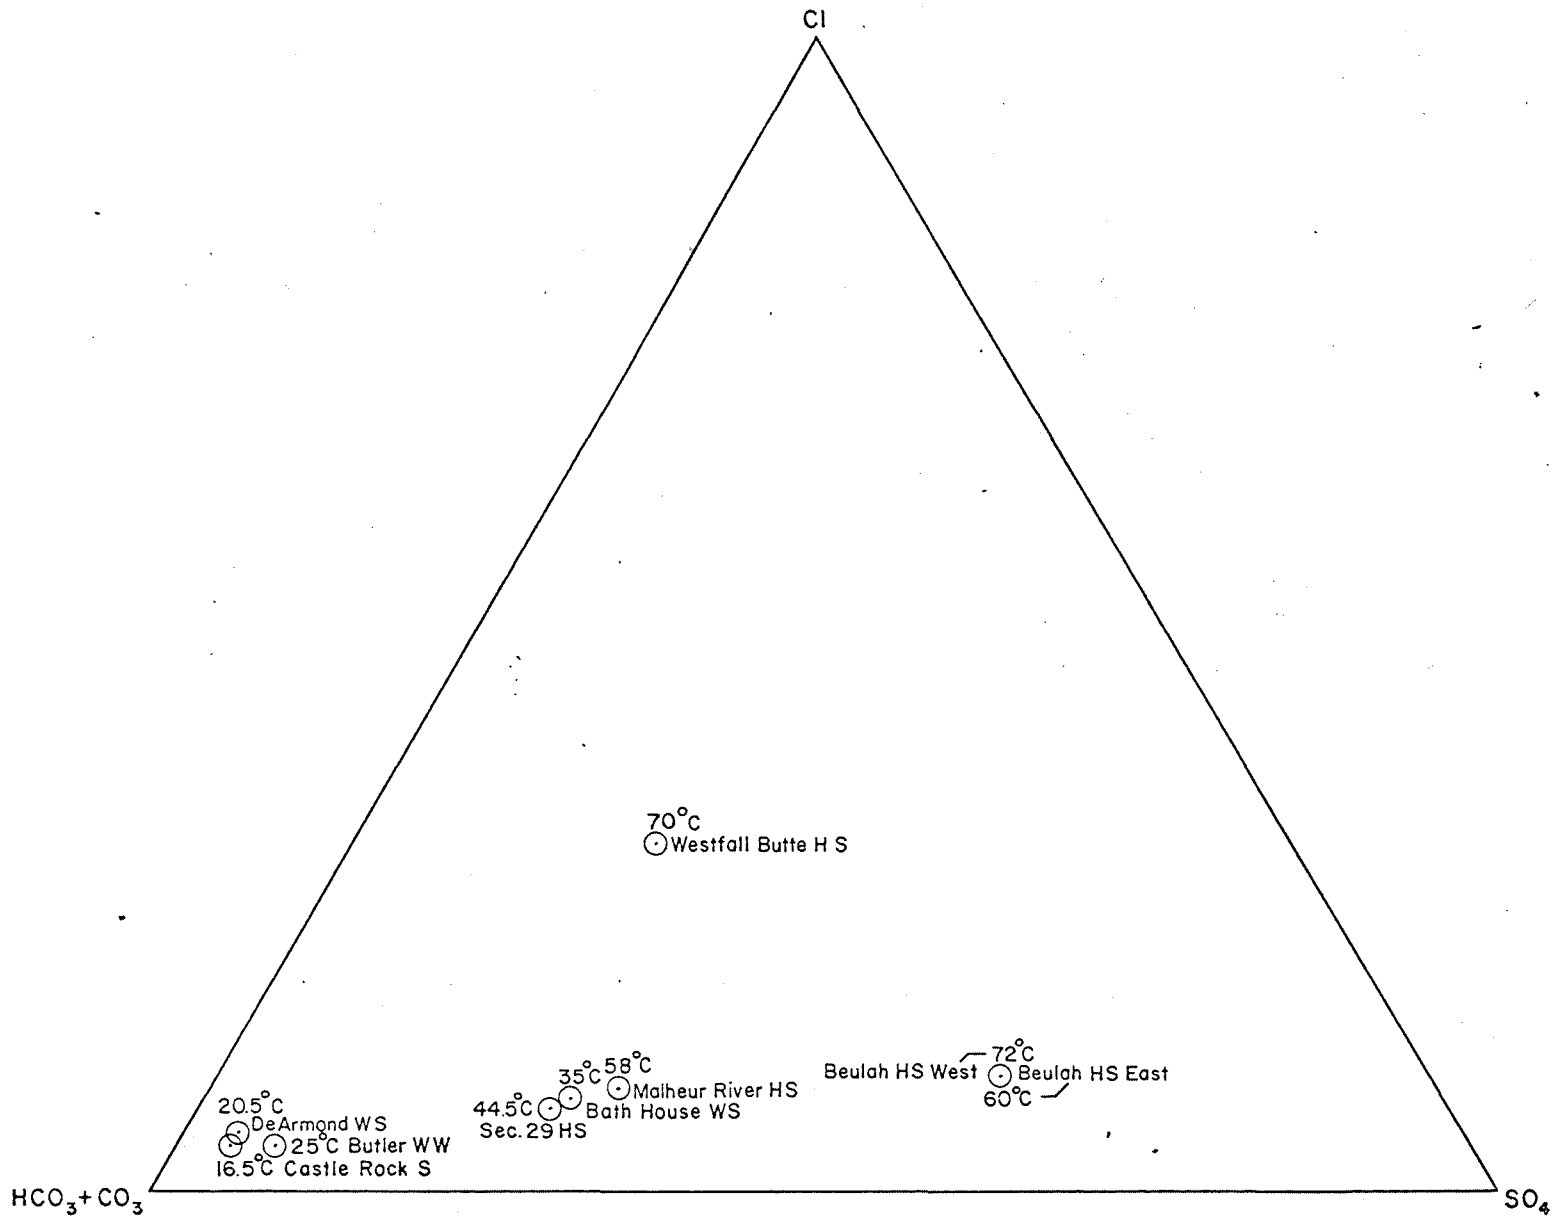 Cl
70°C
Westfall Butte H S
72°C
Beulah HS West
Beulah HS East
60°C
58°C
35°C
Malheur River HS
44.5°C
Bath House WS
Sec. 29 HS
20.5°C
DeArmond WS
25°C Butler WW
16.5°C Castle Rock S
HCO₃+CO₃
SO₄